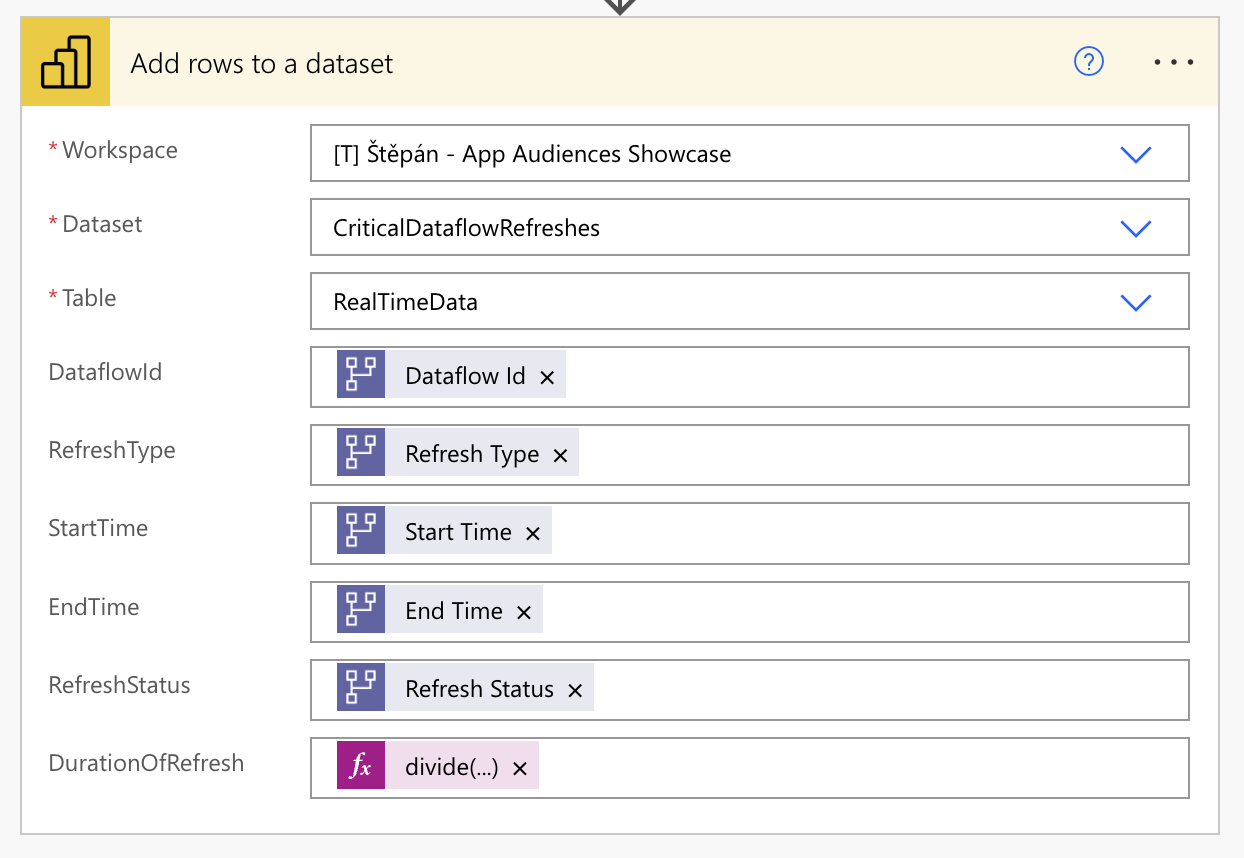 Add rows to a dataset
? ...
* Workspace [T] Štěpán - App Audiences Showcase
* Dataset CriticalDataflowRefreshes
* Table RealTimeData
DataflowId Dataflow Id ×
RefreshType Refresh Type ×
StartTime Start Time ×
EndTime End Time ×
RefreshStatus Refresh Status ×
DurationOfRefresh fx divide(...) ×